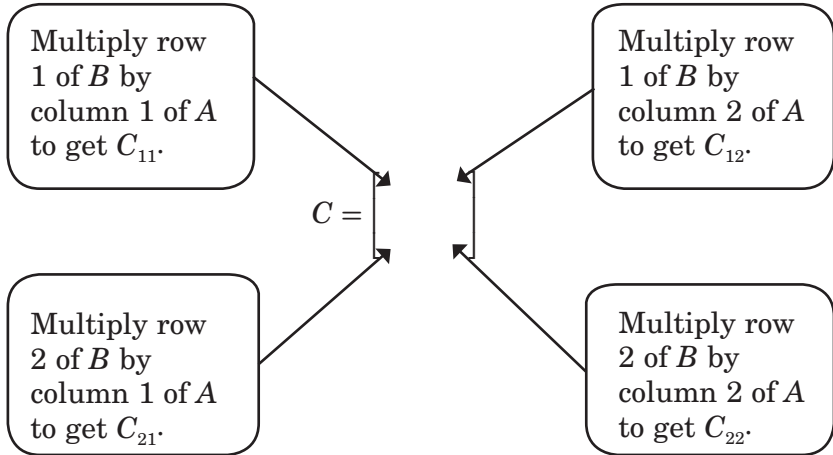 Multiply row
1 of B by
column 1 of A
to get C₁₁.
Multiply row
1 of B by
column 2 of A
to get C₁₂.
C =
Multiply row
2 of B by
column 1 of A
to get C₂₁.
Multiply row
2 of B by
column 2 of A
to get C₂₂.